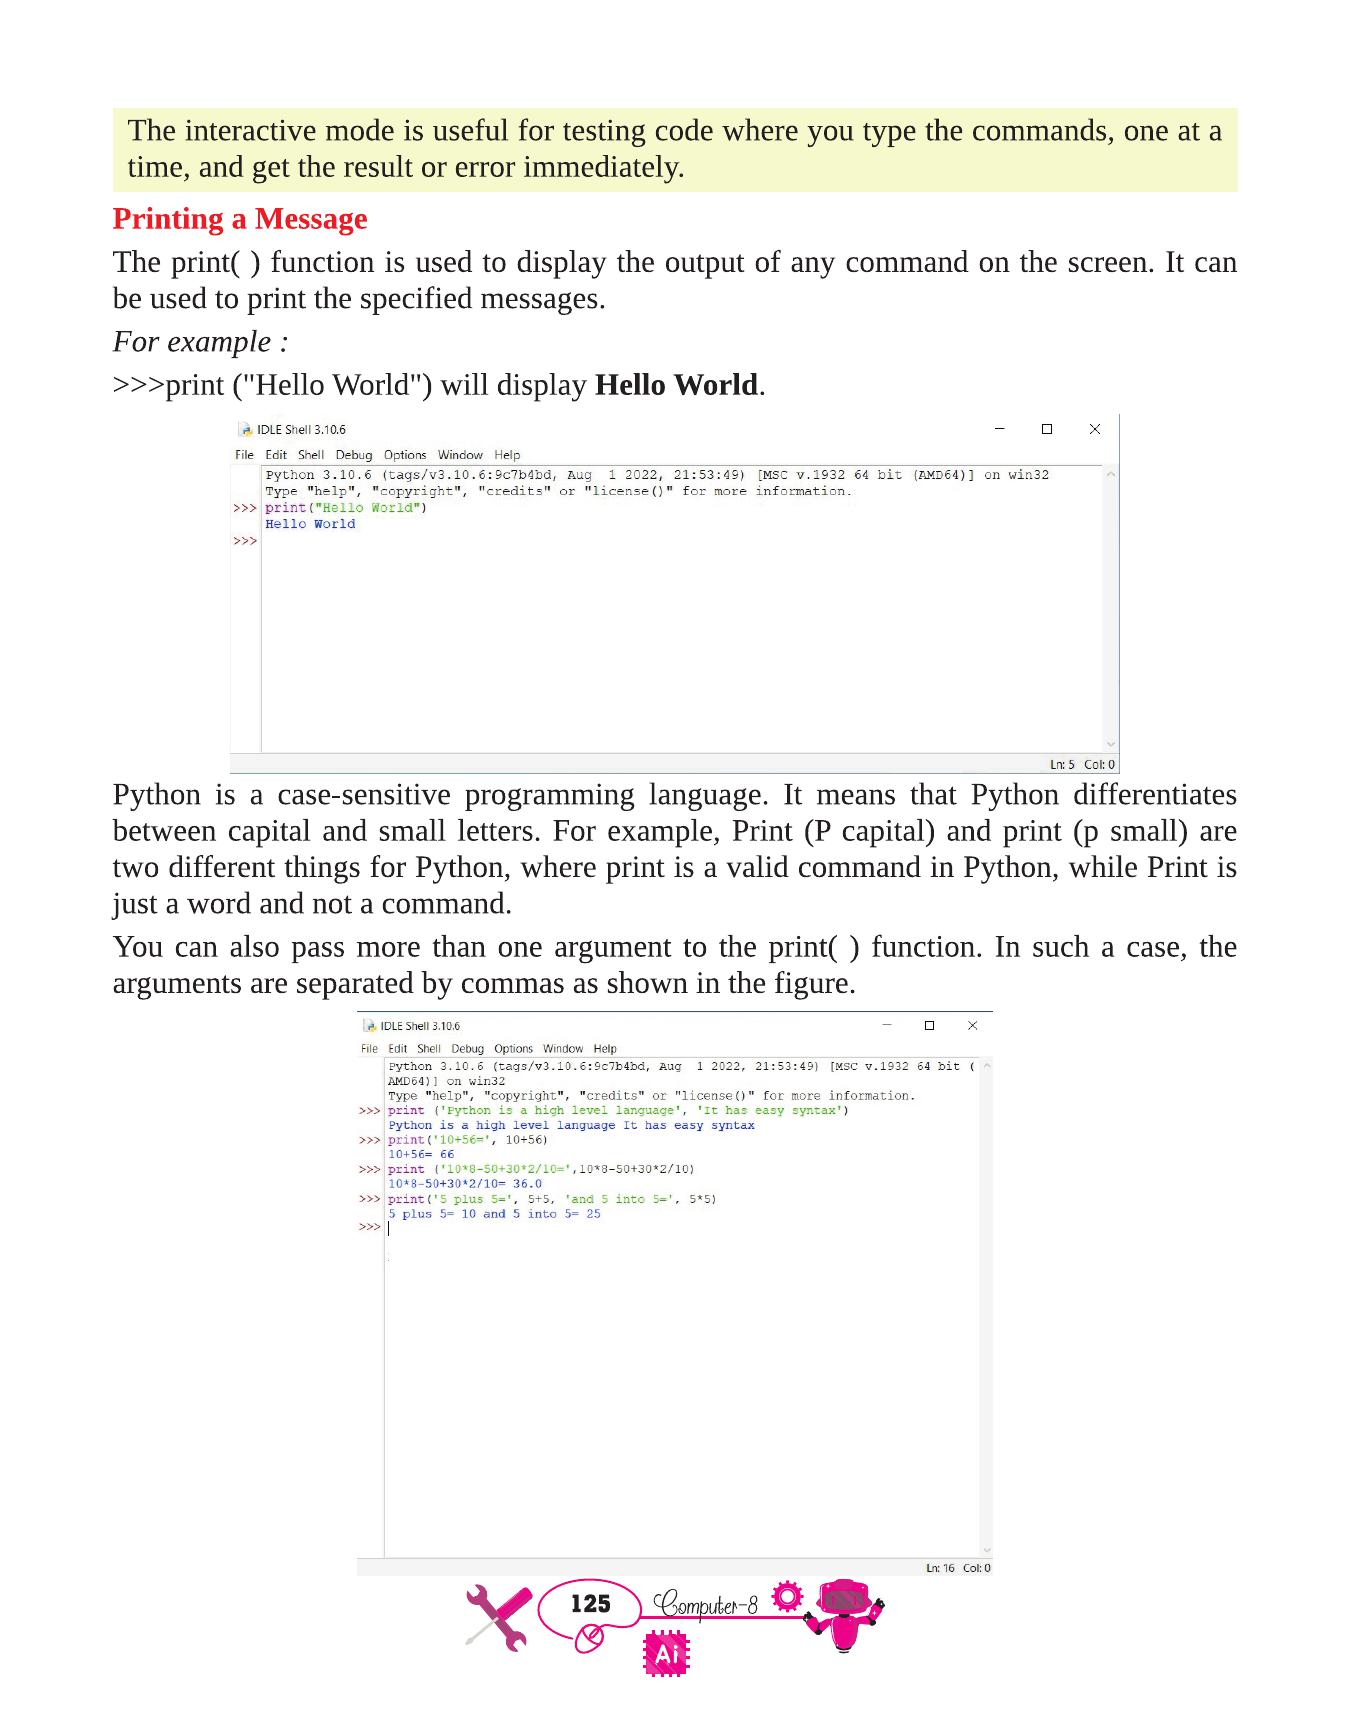 The interactive mode is useful for testing code where you type the commands, one at a
time, and get the result or error immediately.
Printing a Message
The print( ) function is used to display the output of any command on the screen. It can
be used to print the specified messages.
For example :
>>>print ("Hello World") will display Hello World.
IDLE Shell 3.10.6
File Edit Shell Debug Options Window Help
Python 3.10.6 (tags/v3.10.6:9c7b4bd, Aug  1 2022, 21:53:49) [MSC v.1932 64 bit (AMD64)] on win32
Type "help", "copyright", "credits" or "license()" for more information.
>>> print("Hello World")
Hello World
>>>
Ln: 5 Col: 0
Python is a case-sensitive programming language. It means that Python differentiates
between capital and small letters. For example, Print (P capital) and print (p small) are
two different things for Python, where print is a valid command in Python, while Print is
just a word and not a command.
You can also pass more than one argument to the print( ) function. In such a case, the
arguments are separated by commas as shown in the figure.
IDLE Shell 3.10.6
File Edit Shell Debug Options Window Help
Python 3.10.6 (tags/v3.10.6:9c7b4bd, Aug  1 2022, 21:53:49) [MSC v.1932 64 bit (
AMD64)] on win32
Type "help", "copyright", "credits" or "license()" for more information.
>>> print ('Python is a high level language', 'It has easy syntax')
Python is a high level language It has easy syntax
>>> print('10+56=', 10+56)
10+56= 66
>>> print ('10*8-50+30*2/10=',10*8-50+30*2/10)
10*8-50+30*2/10= 36.0
>>> print('5 plus 5=', 5+5, 'and 5 into 5=', 5*5)
5 plus 5= 10 and 5 into 5= 25
>>>
Ln: 16 Col: 0
125 Computer-8
Ai